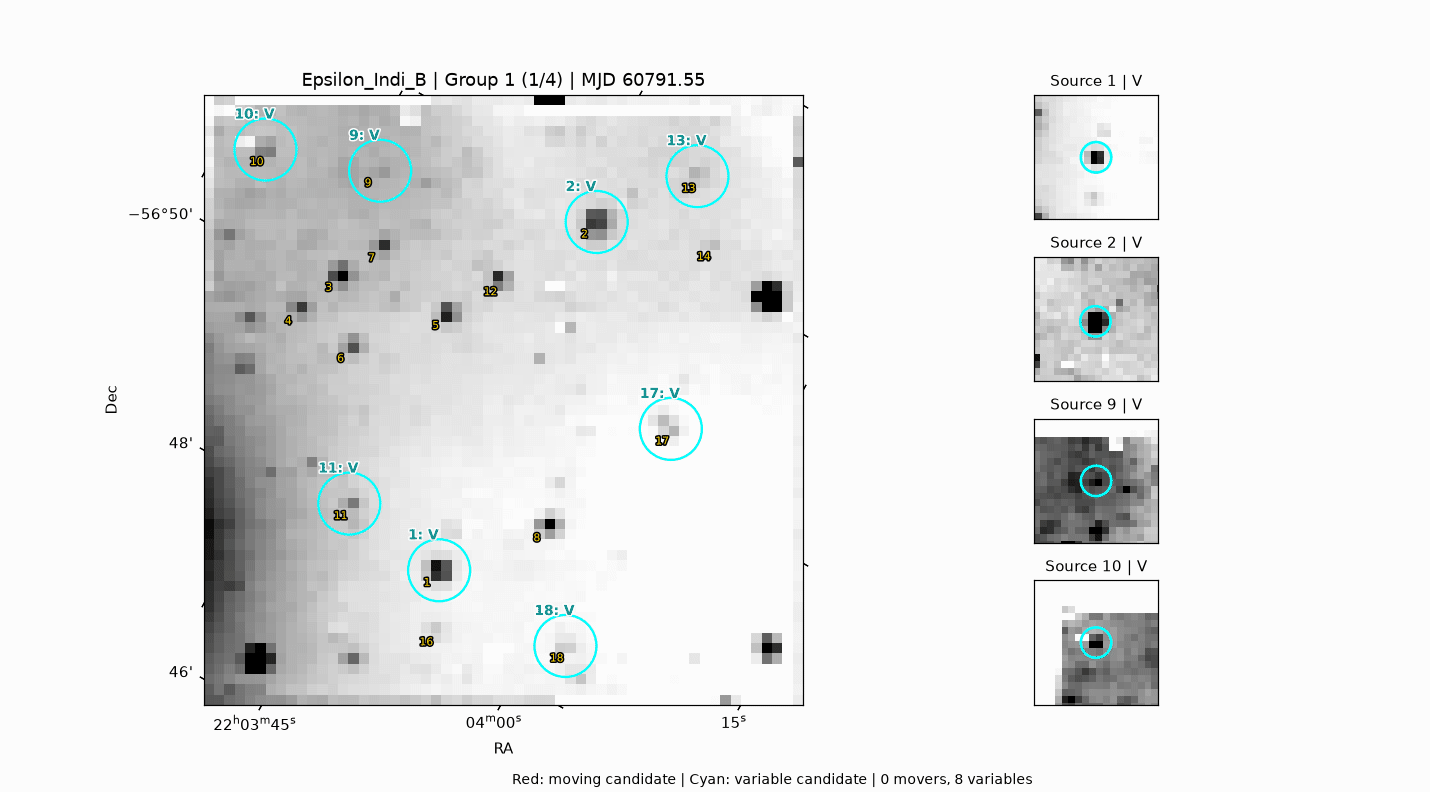 Epsilon_Indi_B | Group 1 (1/4) | MJD 60791.55
10: V
9: V
13: V
2: V
10
9
13
2
−56°50'
14
7
3
12
4
5
6
17: V
48'
17
11: V
11
8
1: V
1
18: V
16
18
46'
22ʰ03ᵐ45ˢ
04ᵐ00ˢ
15ˢ
RA
Dec
Source 1 | V
Source 2 | V
Source 9 | V
Source 10 | V
Red: moving candidate | Cyan: variable candidate | 0 movers, 8 variables